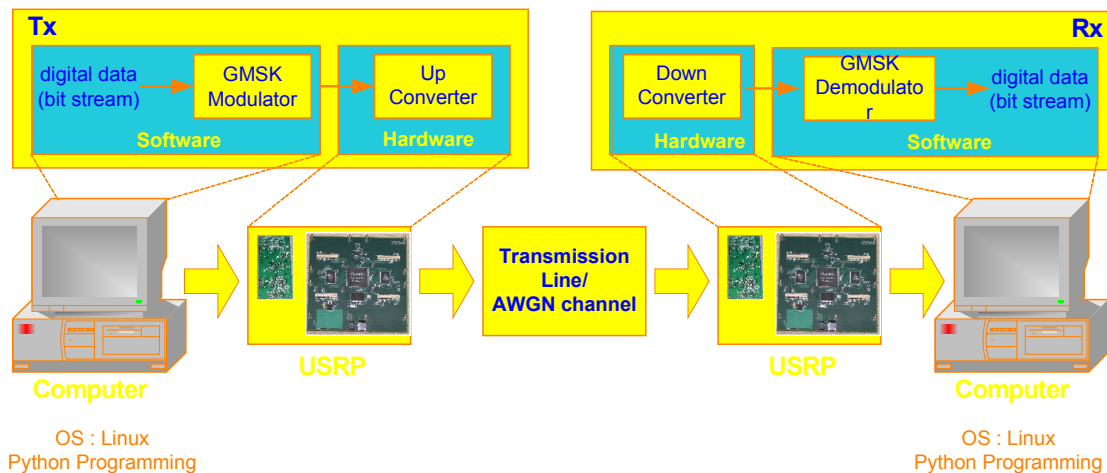 Tx
digital data
(bit stream)
GMSK
Modulator
Software
Up
Converter
Hardware
Rx
Down
Converter
Hardware
GMSK
Demodulato
r
digital data
(bit stream)
Software
Transmission
Line/
AWGN channel
Computer
USRP
USRP
Computer
OS : Linux
Python Programming
OS : Linux
Python Programming